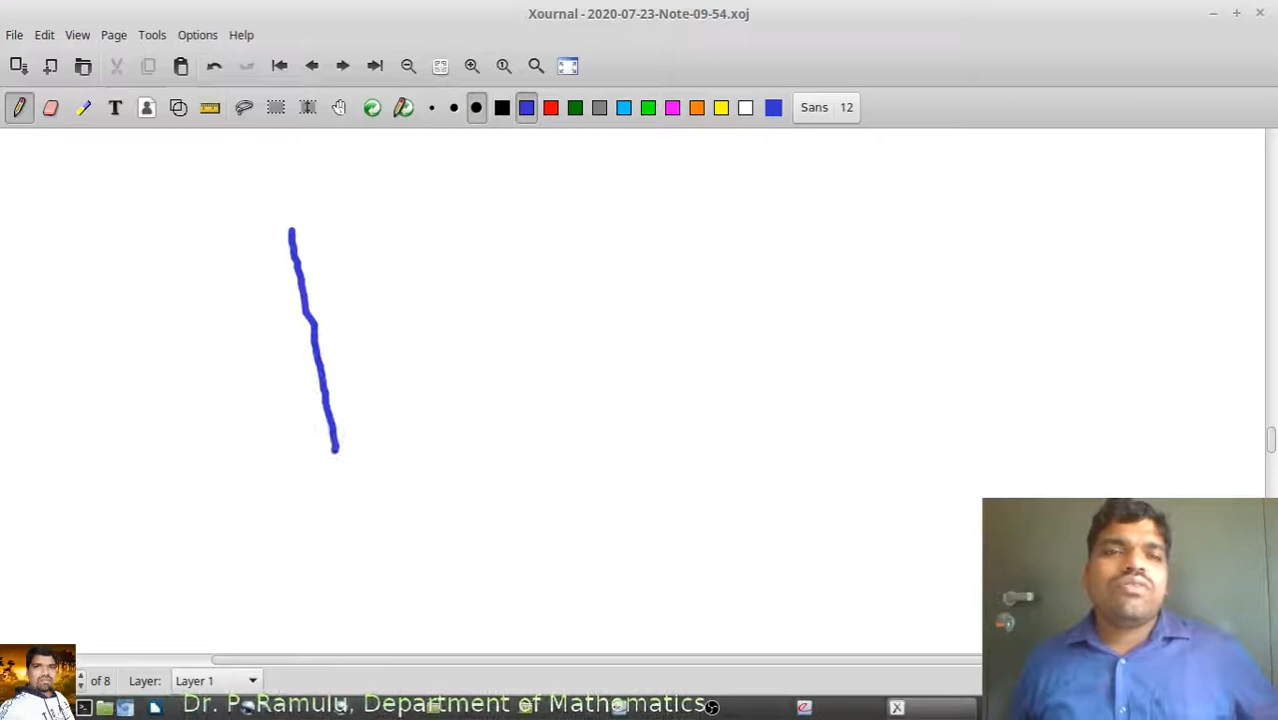 Xournal - 2020-07-23-Note-09-54.xoj
File Edit View Page Tools Options Help
Sans 12
of 8 Layer: Layer 1
Dr. P. Ramulu, Department of Mathematics